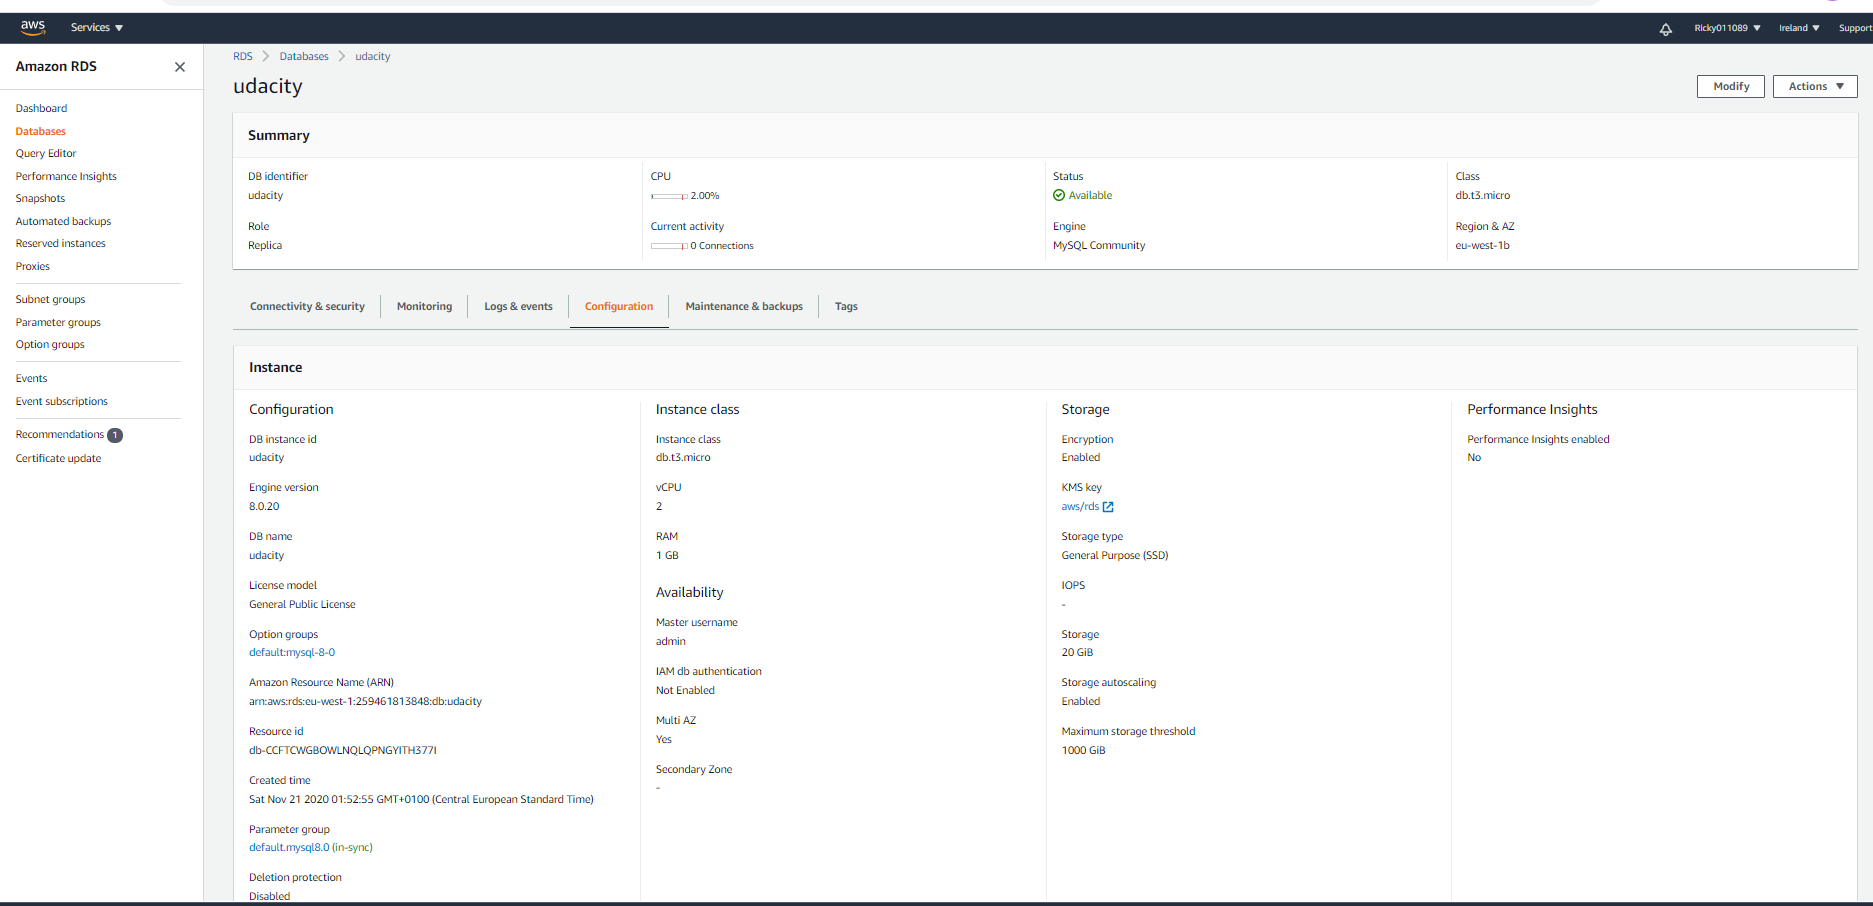 aws Services Ricky011089 Ireland Support
Amazon RDS
Dashboard
Databases
Query Editor
Performance Insights
Snapshots
Automated backups
Reserved instances
Proxies
Subnet groups
Parameter groups
Option groups
Events
Event subscriptions
Recommendations 1
Certificate update
RDS Databases udacity
udacity
Modify Actions
Summary
DB identifier
udacity
Role
Replica
CPU
2.00%
Current activity
0 Connections
Status
Available
Engine
MySQL Community
Class
db.t3.micro
Region & AZ
eu-west-1b
Connectivity & security Monitoring Logs & events Configuration Maintenance & backups Tags
Instance
Configuration
DB instance id
udacity
Engine version
8.0.20
DB name
udacity
License model
General Public License
Option groups
default:mysql-8-0
Amazon Resource Name (ARN)
arn:aws:rds:eu-west-1:259461813848:db:udacity
Resource id
db-CCFTCWGBOWLNQLQPNGYITH377I
Created time
Sat Nov 21 2020 01:52:55 GMT+0100 (Central European Standard Time)
Parameter group
default.mysql8.0 (in-sync)
Deletion protection
Disabled
Instance class
Instance class
db.t3.micro
vCPU
2
RAM
1 GB
Availability
Master username
admin
IAM db authentication
Not Enabled
Multi AZ
Yes
Secondary Zone
-
Storage
Encryption
Enabled
KMS key
aws/rds
Storage type
General Purpose (SSD)
IOPS
-
Storage
20 GiB
Storage autoscaling
Enabled
Maximum storage threshold
1000 GiB
Performance Insights
Performance Insights enabled
No